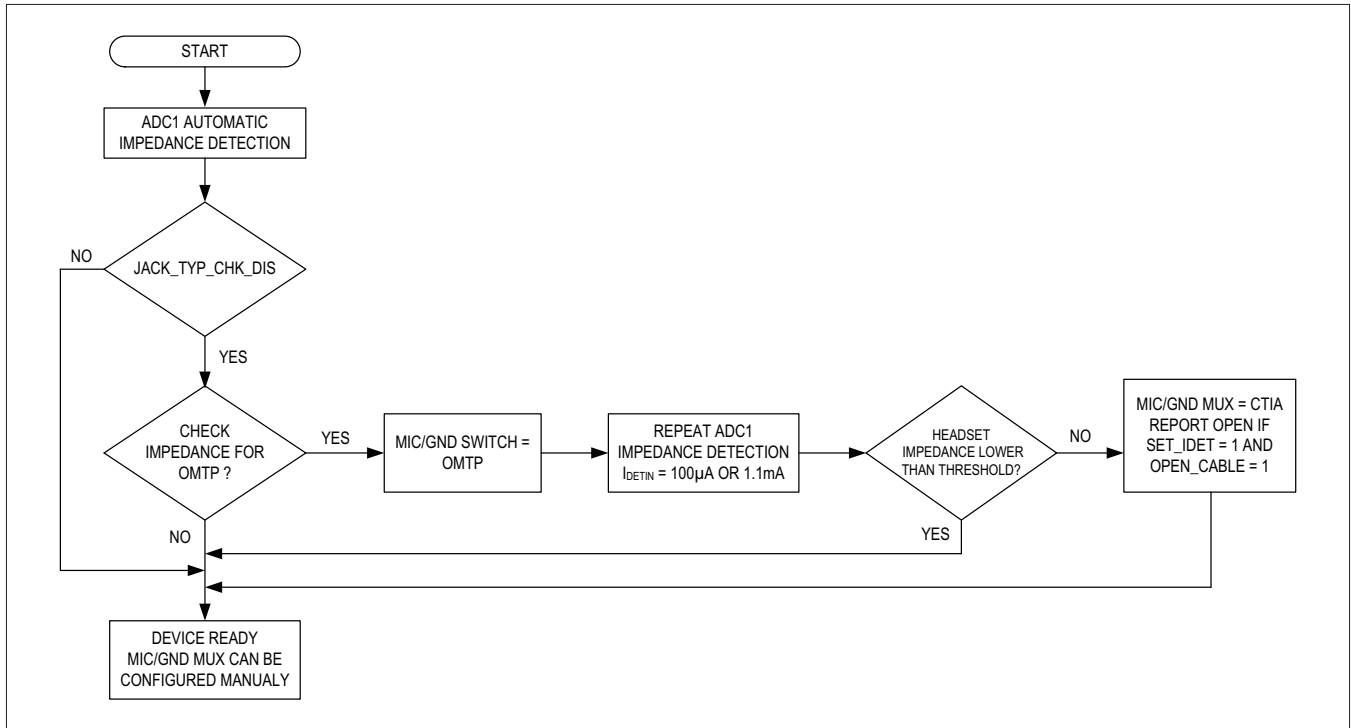 START
ADC1 AUTOMATIC
IMPEDANCE DETECTION
NO
JACK_TYP_CHK_DIS
YES
CHECK
IMPEDANCE FOR
OMTP ?
YES
NO
MIC/GND SWITCH =
OMTP
REPEAT ADC1
IMPEDANCE DETECTION
IDETIN = 100µA OR 1.1mA
HEADSET
IMPEDANCE LOWER
THAN THRESHOLD?
NO
YES
MIC/GND MUX = CTIA
REPORT OPEN IF
SET_IDET = 1 AND
OPEN_CABLE = 1
DEVICE READY
MIC/GND MUX CAN BE
CONFIGURED MANUALY